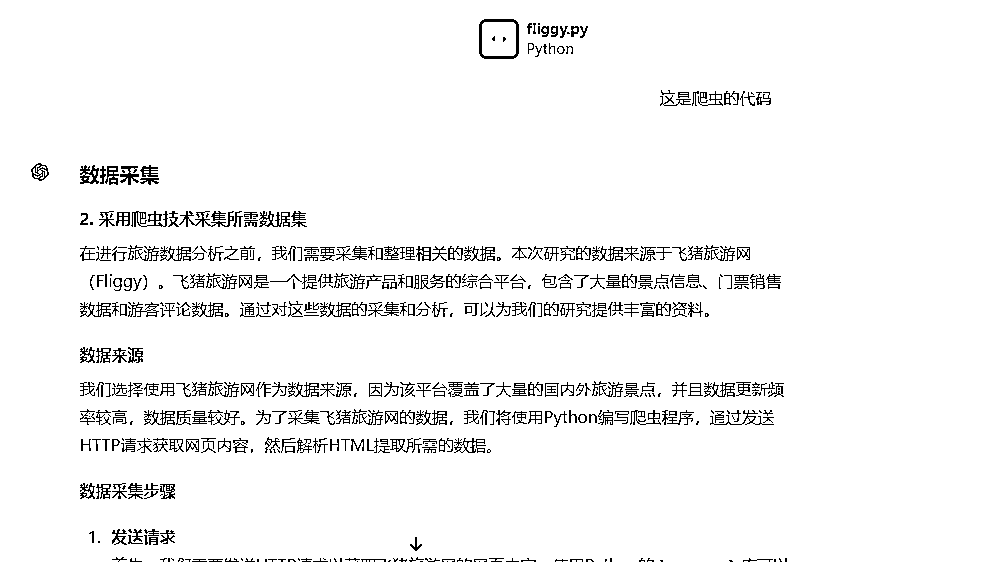 fliggy.py
Python
这是爬虫的代码
数据采集
2. 采用爬虫技术采集所需数据集
在进行旅游数据分析之前，我们需要采集和整理相关的数据。本次研究的数据来源于飞猪旅游网
（Fliggy）。飞猪旅游网是一个提供旅游产品和服务的综合平台，包含了大量的景点信息、门票销售
数据和游客评论数据。通过对这些数据的采集和分析，可以为我们的研究提供丰富的资料。
数据来源
我们选择使用飞猪旅游网作为数据来源，因为该平台覆盖了大量的国内外旅游景点，并且数据更新频
率较高，数据质量较好。为了采集飞猪旅游网的数据，我们将使用Python编写爬虫程序，通过发送
HTTP请求获取网页内容，然后解析HTML提取所需的数据。
数据采集步骤
1. 发送请求